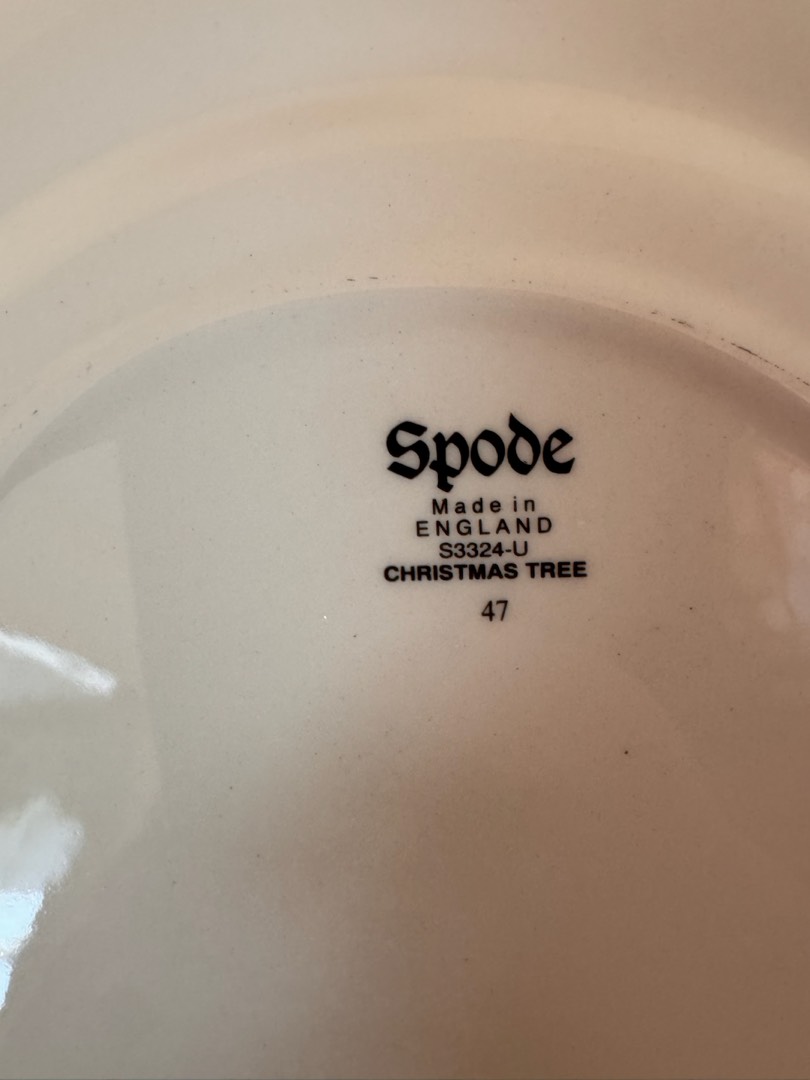 Spode
Made in
ENGLAND
S3324-U
CHRISTMAS TREE
47